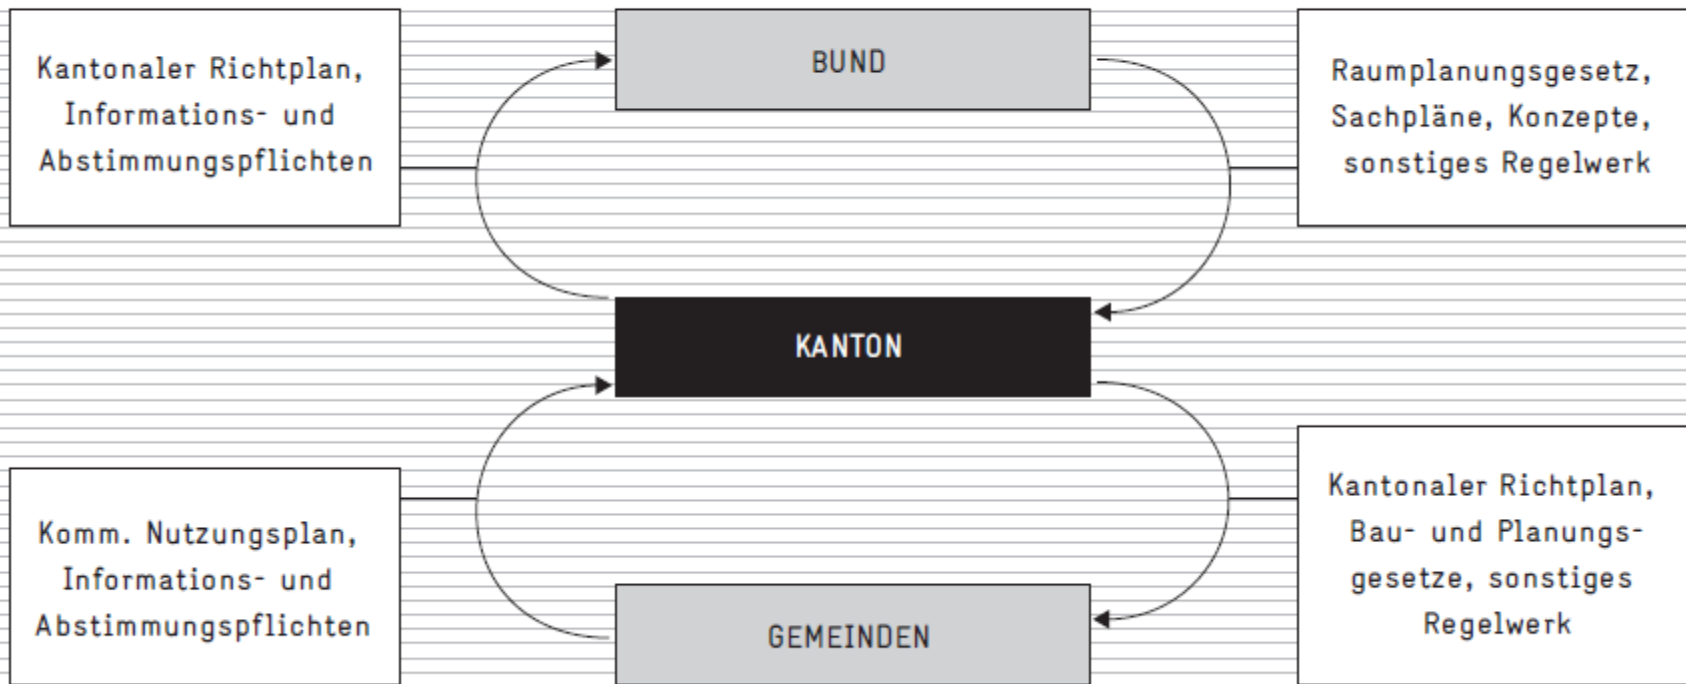 Kantonaler Richtplan,
Informations- und
Abstimmungspflichten
BUND
Raumplanungsgesetz,
Sachpläne, Konzepte,
sonstiges Regelwerk
KANTON
Komm. Nutzungsplan,
Informations- und
Abstimmungspflichten
GEMEINDEN
Kantonaler Richtplan,
Bau- und Planungs-
gesetze, sonstiges
Regelwerk